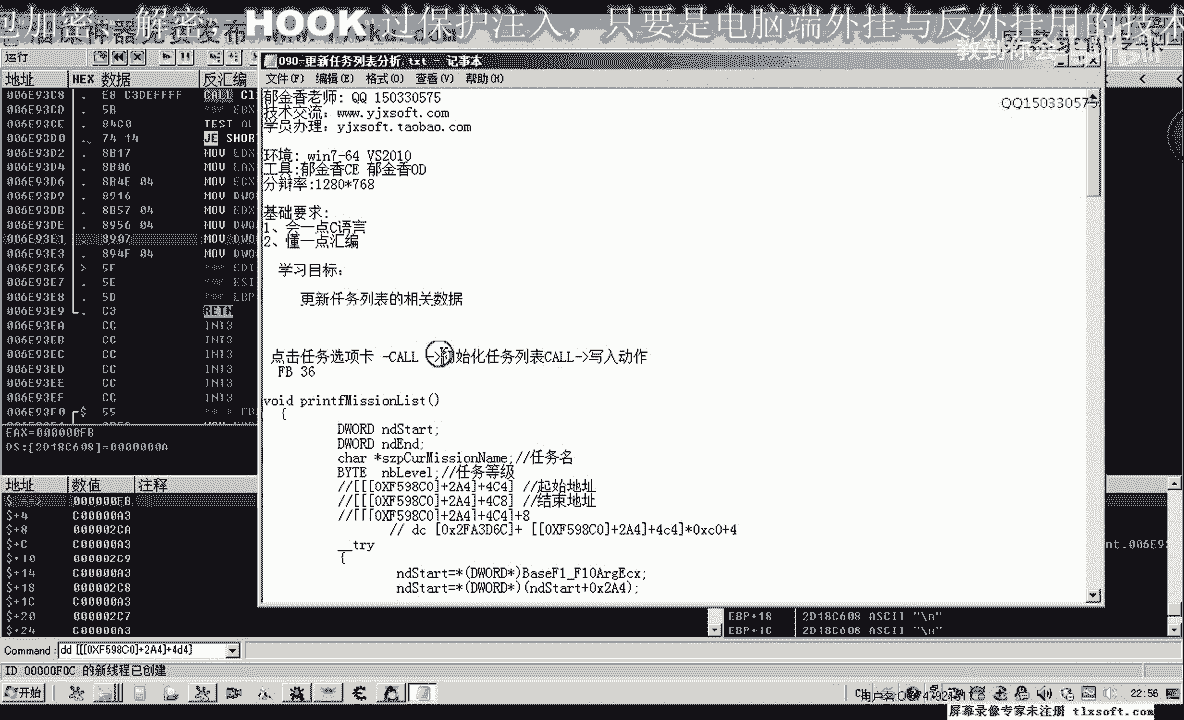 包加密、解密、HOOK 过保护注入，只要是电脑端外挂与反外挂用的技术
教到你会
运行
090-更新任务列表分析.txt - 记事本
文件(F) 编辑(E) 格式(O) 查看(V) 帮助(H)
QQ150330575
郁金香老师: QQ 150330575
技术交流: www.yjxsoft.com
学员办理: yjxsoft.taobao.com
环境: win7-64 VS2010
工具:郁金香CE 郁金香OD
分辩率:1280*768
基础要求:
1、会一点C语言
2、懂一点汇编
学习目标:
更新任务列表的相关数据
点击任务选项卡 -CALL ->初始化任务列表CALL->写入动作
FB 36
void printfMissionList()
{
DWORD ndStart;
DWORD ndEnd;
char *szpCurMissionName;//任务名
BYTE nbLevel;//任务等级
//[[[0XF598C0]+2A4]+4C4] //起始地址
//[[[0XF598C0]+2A4]+4C8] //结束地址
//[[[0XF598C0]+2A4]+4C4]+8
// dc [0x2FA3D6C]+ [[0XF598C0]+2A4]+4c4]*0xc0+4
__try
{
ndStart=*(DWORD*)BaseF1_F10ArgEcx;
ndStart=*(DWORD*)(ndStart+0x2A4);
地址 HEX 数据 反汇编
006E93C8 . E8 C3DEFFFF CALL
006E93CD . 5B
006E93CE . 84C0 TEST
006E93D0 . 74 14 JE SHOR
006E93D2 . 8B17 MOV
006E93D4 . 8B06 MOV
006E93D6 . 8B4E 04 MOV
006E93D9 . 8916 MOV
006E93DB . 8B57 04 MOV
006E93DE . 8956 04 MOV
006E93E1 . 8907 MOV
006E93E3 . 894F 04 MOV
006E93E6 > 5F
006E93E7 . 5E
006E93E8 . 5D
006E93E9 . C3 RETN
006E93EA CC INT3
006E93EB CC INT3
006E93EC CC INT3
006E93ED CC INT3
006E93EE CC INT3
006E93EF CC INT3
006E93F0 $ 55
EAX=000000FB
DS:[2D18C608]=0000000A
地址 数值 注释
$ ==> 000000FB
$+4 C00000A3
$+8 000002CA
$+C C00000A3
$+10 000002C9
$+14 C00000A3
$+18 000002C8
$+1C C00000A3
$+20 000002C7
$+24 C00000A3
EBP+18 2D18C608 ASCII "\n"
EBP+1C 2D18C608 ASCII "\n"
Command: dd [[[0XF598C0]+2A4]+4d4]
ID 00000F0C 的新线程已创建
开始
22:56
屏幕录像专家未注册 tlxsoft.com